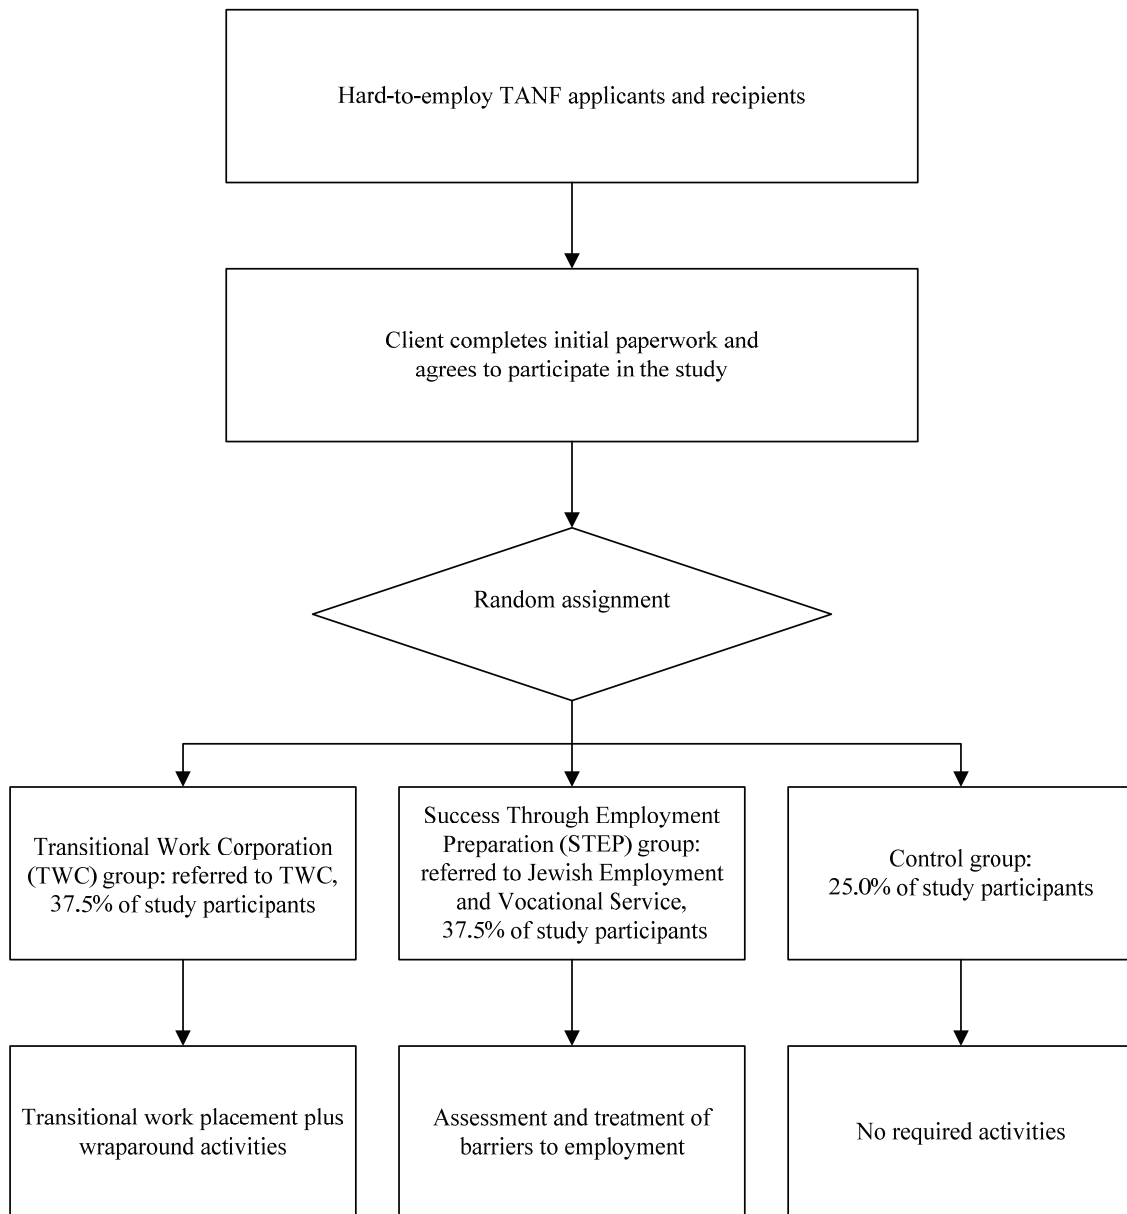 Hard-to-employ TANF applicants and recipients
Client completes initial paperwork and
agrees to participate in the study
Random assignment
Transitional Work Corporation
(TWC) group: referred to TWC,
37.5% of study participants
Success Through Employment
Preparation (STEP) group:
referred to Jewish Employment
and Vocational Service,
37.5% of study participants
Control group:
25.0% of study participants
Transitional work placement plus
wraparound activities
Assessment and treatment of
barriers to employment
No required activities